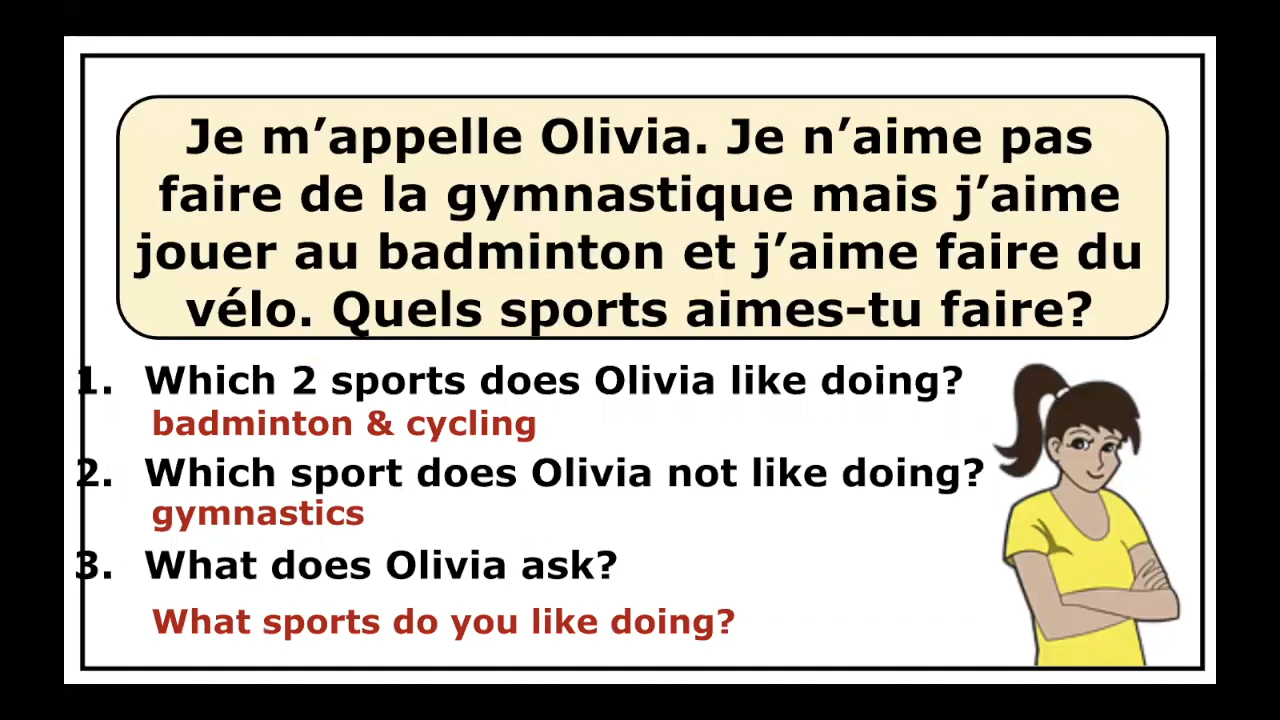 Je m’appelle Olivia. Je n’aime pas
faire de la gymnastique mais j’aime
jouer au badminton et j’aime faire du
vélo. Quels sports aimes-tu faire?
1. Which 2 sports does Olivia like doing?
badminton & cycling
2. Which sport does Olivia not like doing?
gymnastics
3. What does Olivia ask?
What sports do you like doing?